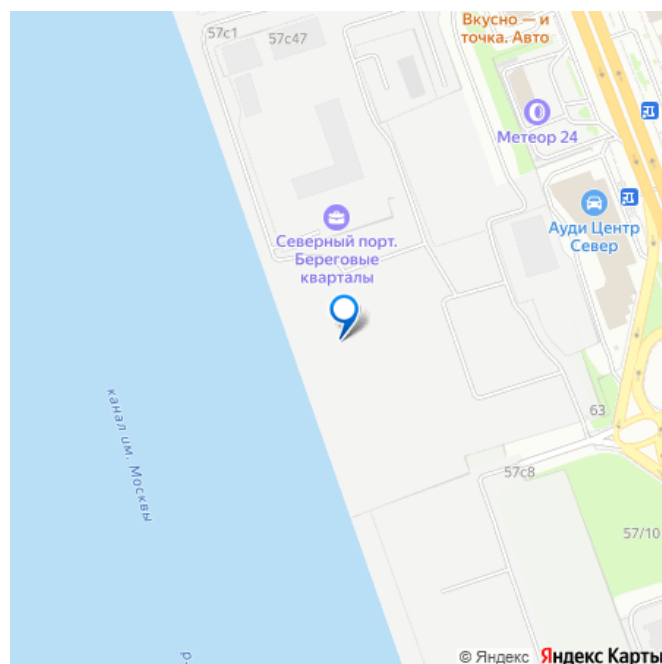 57с1
57с47
Вкусно — и
точка. Авто
Метеор 24
Ауди Центр
Север
Северный порт.
Береговые
кварталы
63
канал им. Москвы
57с8
57/10
р-
© Яндекс Яндекс Карты